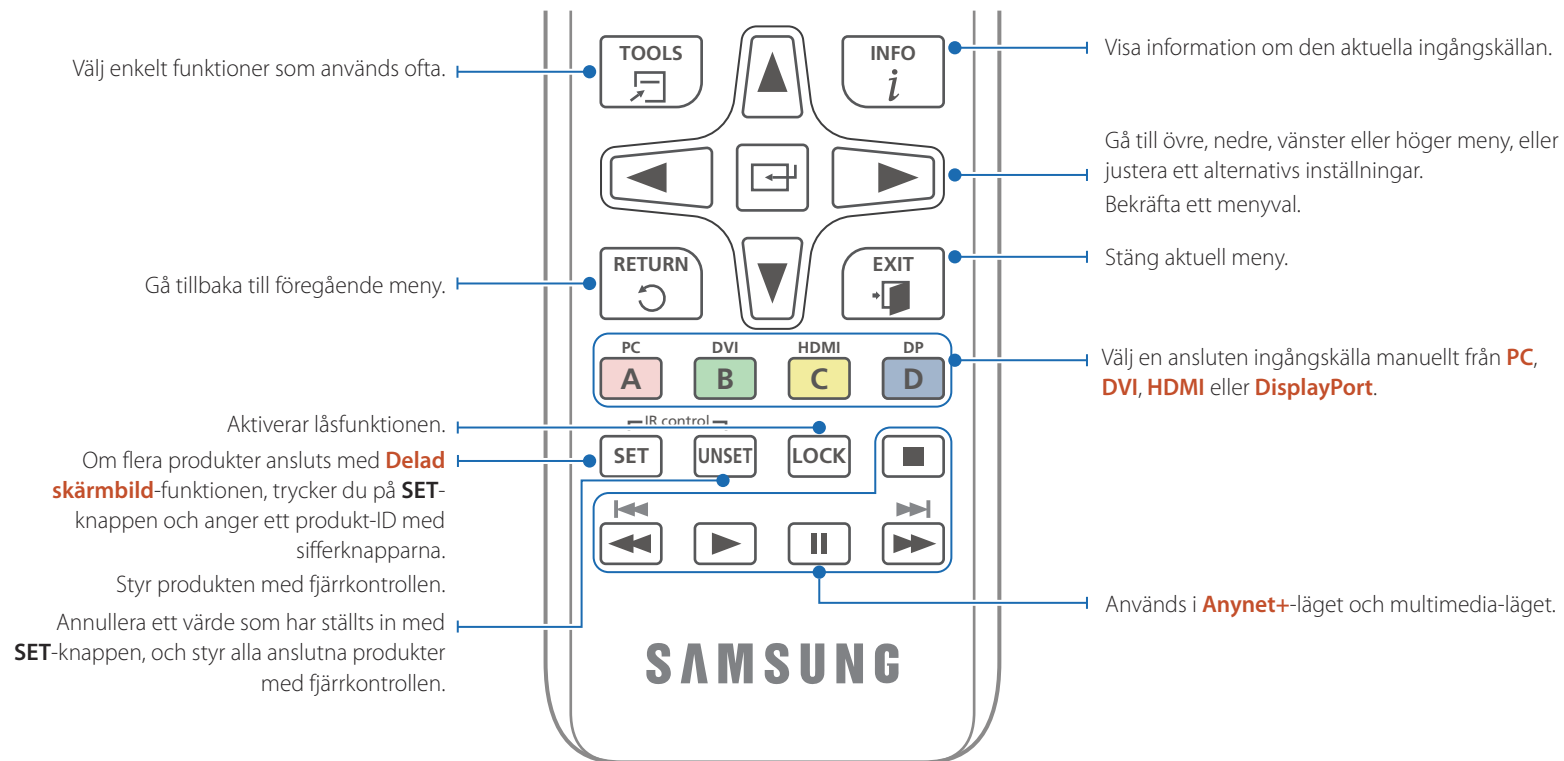 TOOLS
INFO
i
Välj enkelt funktioner som används ofta.
Visa information om den aktuella ingångskällan.
Gå till övre, nedre, vänster eller höger meny, eller
justera ett alternativs inställningar.
Bekräfta ett menyval.
RETURN
EXIT
Gå tillbaka till föregående meny.
Stäng aktuell meny.
PC
DVI
HDMI
DP
A
B
C
D
Välj en ansluten ingångskälla manuellt från PC,
DVI, HDMI eller DisplayPort.
IR control
SET
UNSET
LOCK
Aktiverar låsfunktionen.
Om flera produkter ansluts med Delad
skärmbild-funktionen, trycker du på SET-
knappen och anger ett produkt-ID med
sifferknapparna.
Styr produkten med fjärrkontrollen.
Annullera ett värde som har ställts in med
SET-knappen, och styr alla anslutna produkter
med fjärrkontrollen.
Används i Anynet+-läget och multimedia-läget.
SAMSUNG